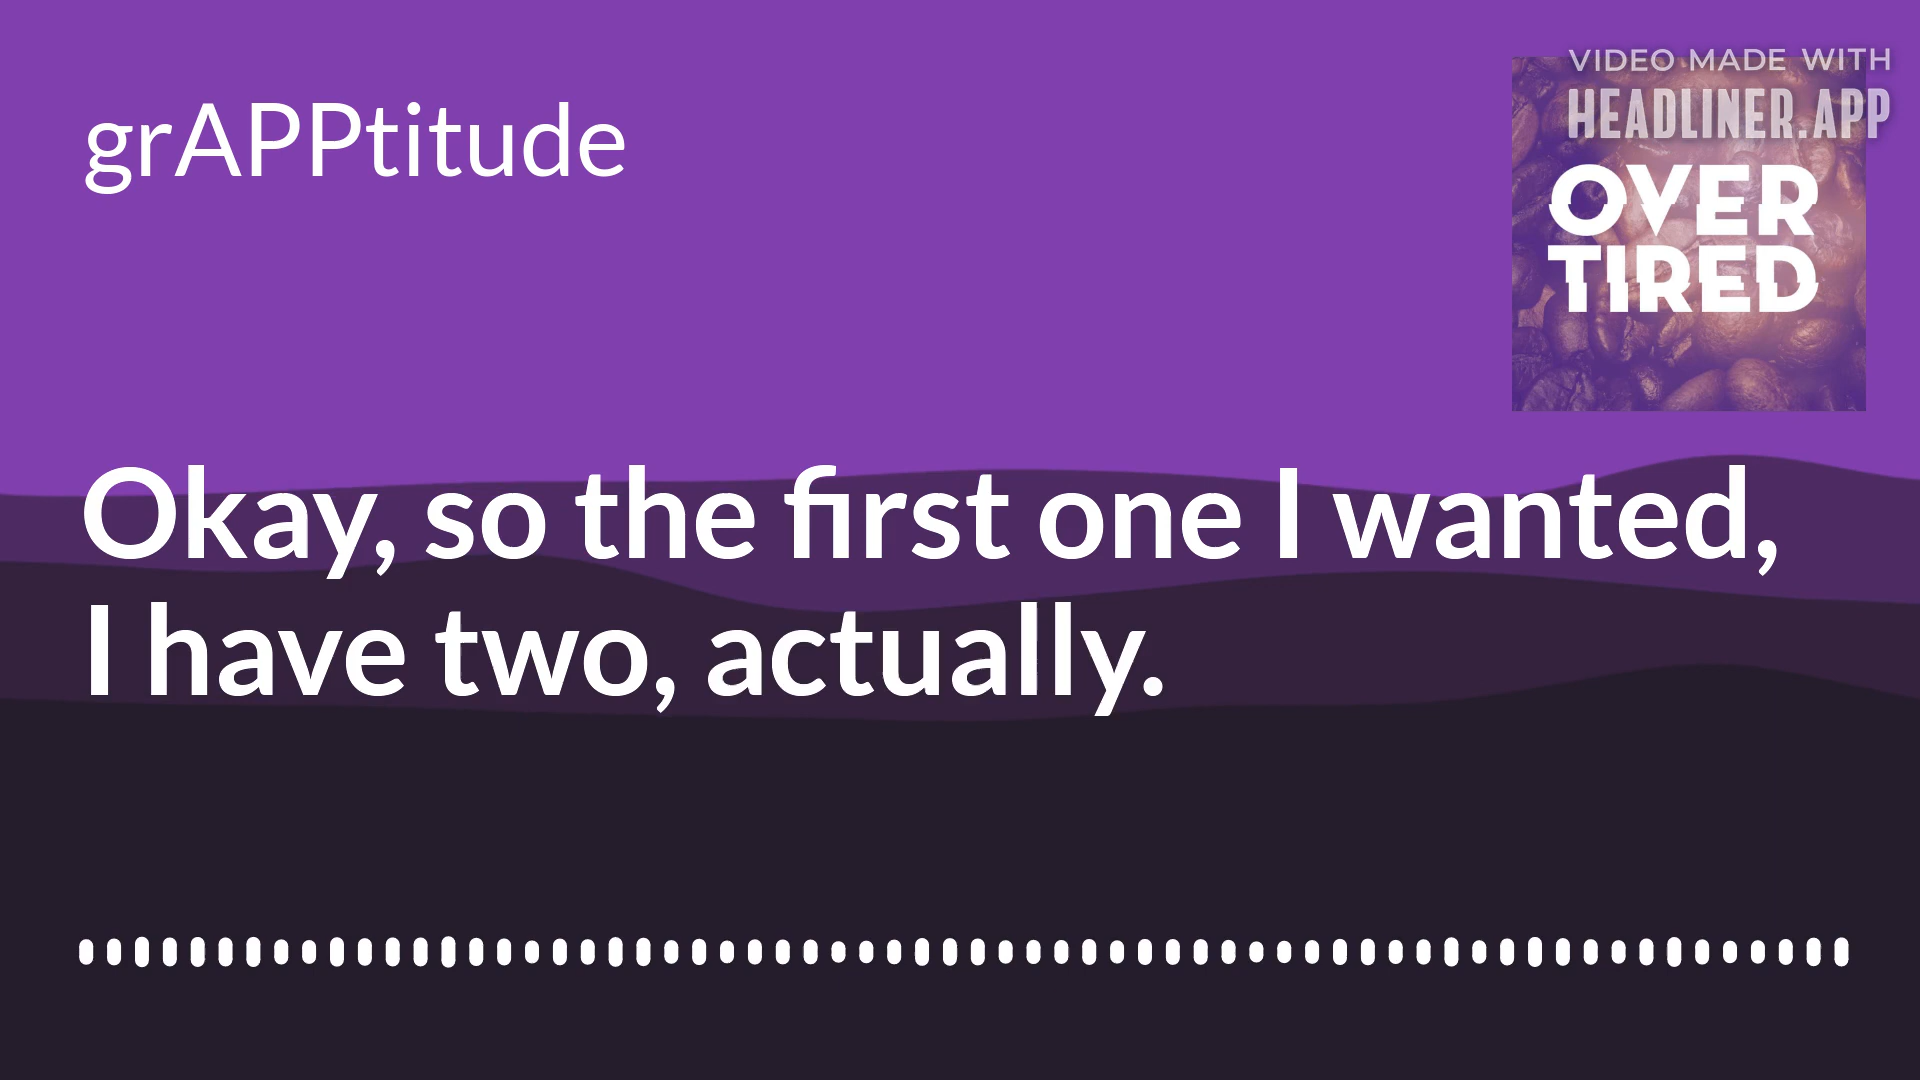 grAPPtitude
VIDEO MADE WITH
HEADLINER.APP
OVER
TIRED
Okay, so the first one I wanted,
I have two, actually.